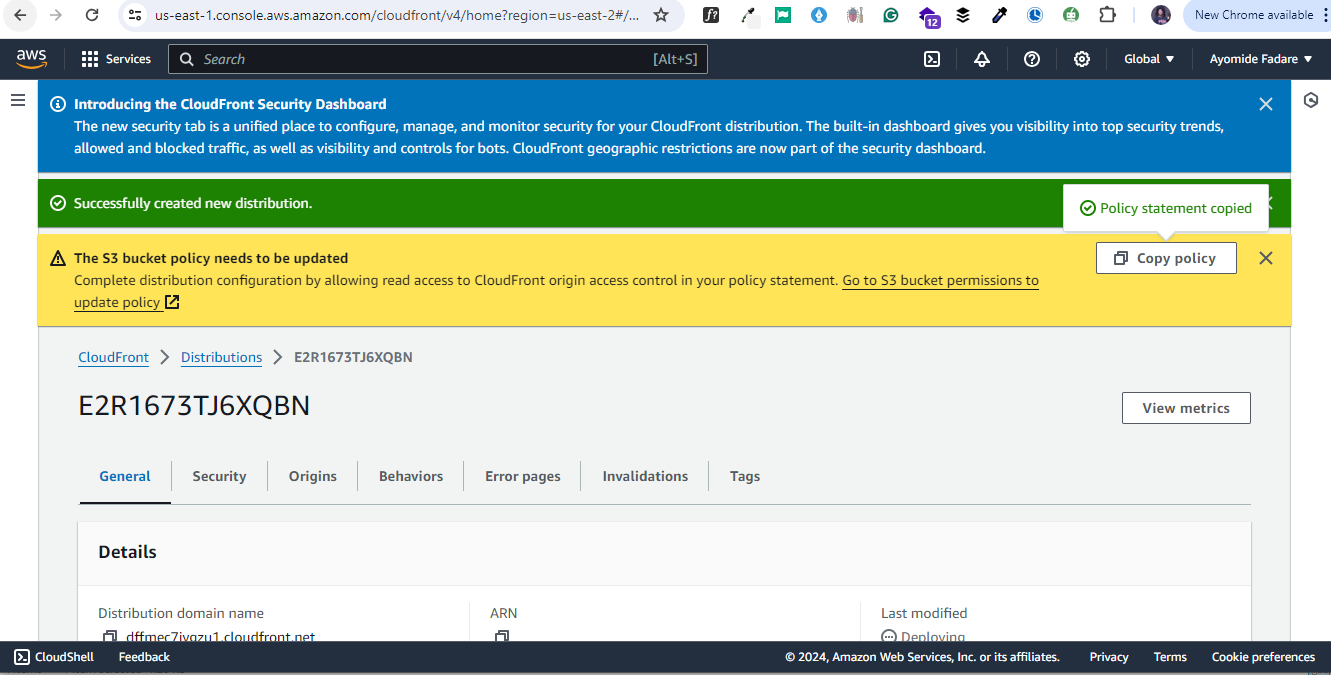 us-east-1.console.aws.amazon.com/cloudfront/v4/home?region=us-east-2#/...
f?
12
New Chrome available
aws
Services
Search
[Alt+S]
Global
Ayomide Fadare
Introducing the CloudFront Security Dashboard
The new security tab is a unified place to configure, manage, and monitor security for your CloudFront distribution. The built-in dashboard gives you visibility into top security trends,
allowed and blocked traffic, as well as visibility and controls for bots. CloudFront geographic restrictions are now part of the security dashboard.
Successfully created new distribution.
Policy statement copied
The S3 bucket policy needs to be updated
Copy policy
Complete distribution configuration by allowing read access to CloudFront origin access control in your policy statement. Go to S3 bucket permissions to
update policy
CloudFront
Distributions
E2R1673TJ6XQBN
E2R1673TJ6XQBN
View metrics
General
Security
Origins
Behaviors
Error pages
Invalidations
Tags
Details
Distribution domain name
ARN
Last modified
Deploying
CloudShell
Feedback
© 2024, Amazon Web Services, Inc. or its affiliates.
Privacy
Terms
Cookie preferences